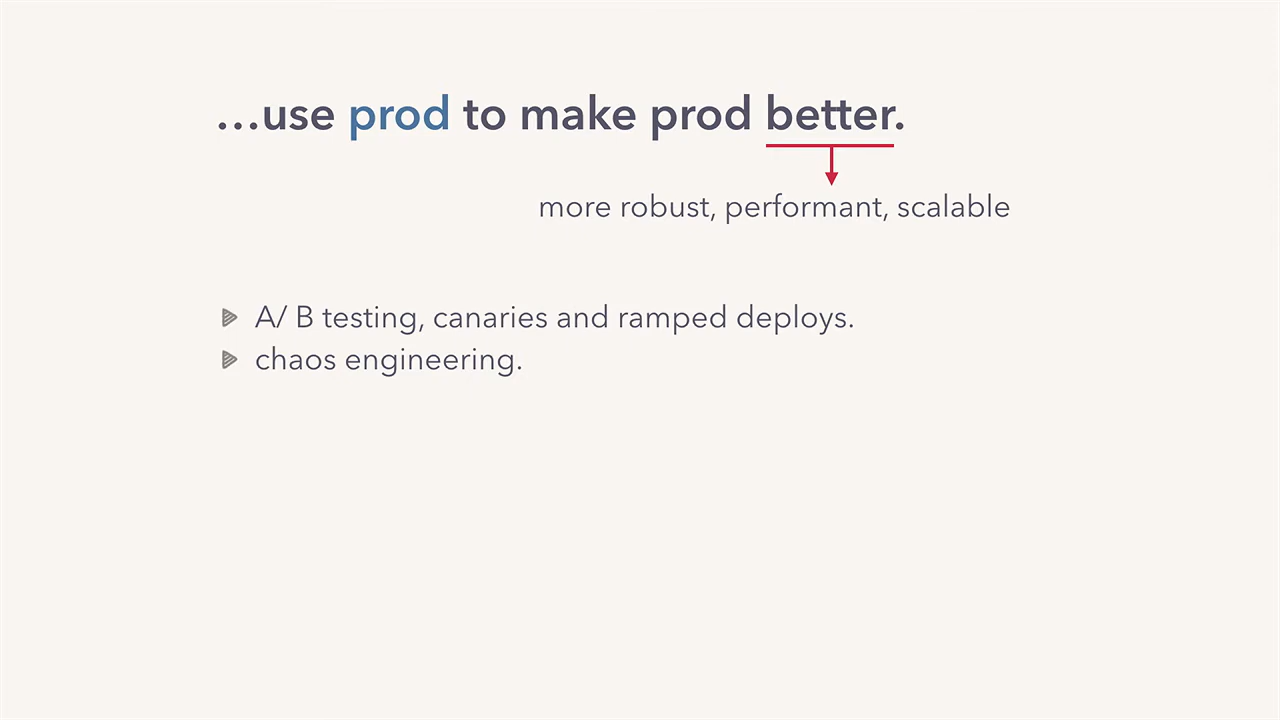 …use prod to make prod better.
more robust, performant, scalable
A/ B testing, canaries and ramped deploys.
chaos engineering.